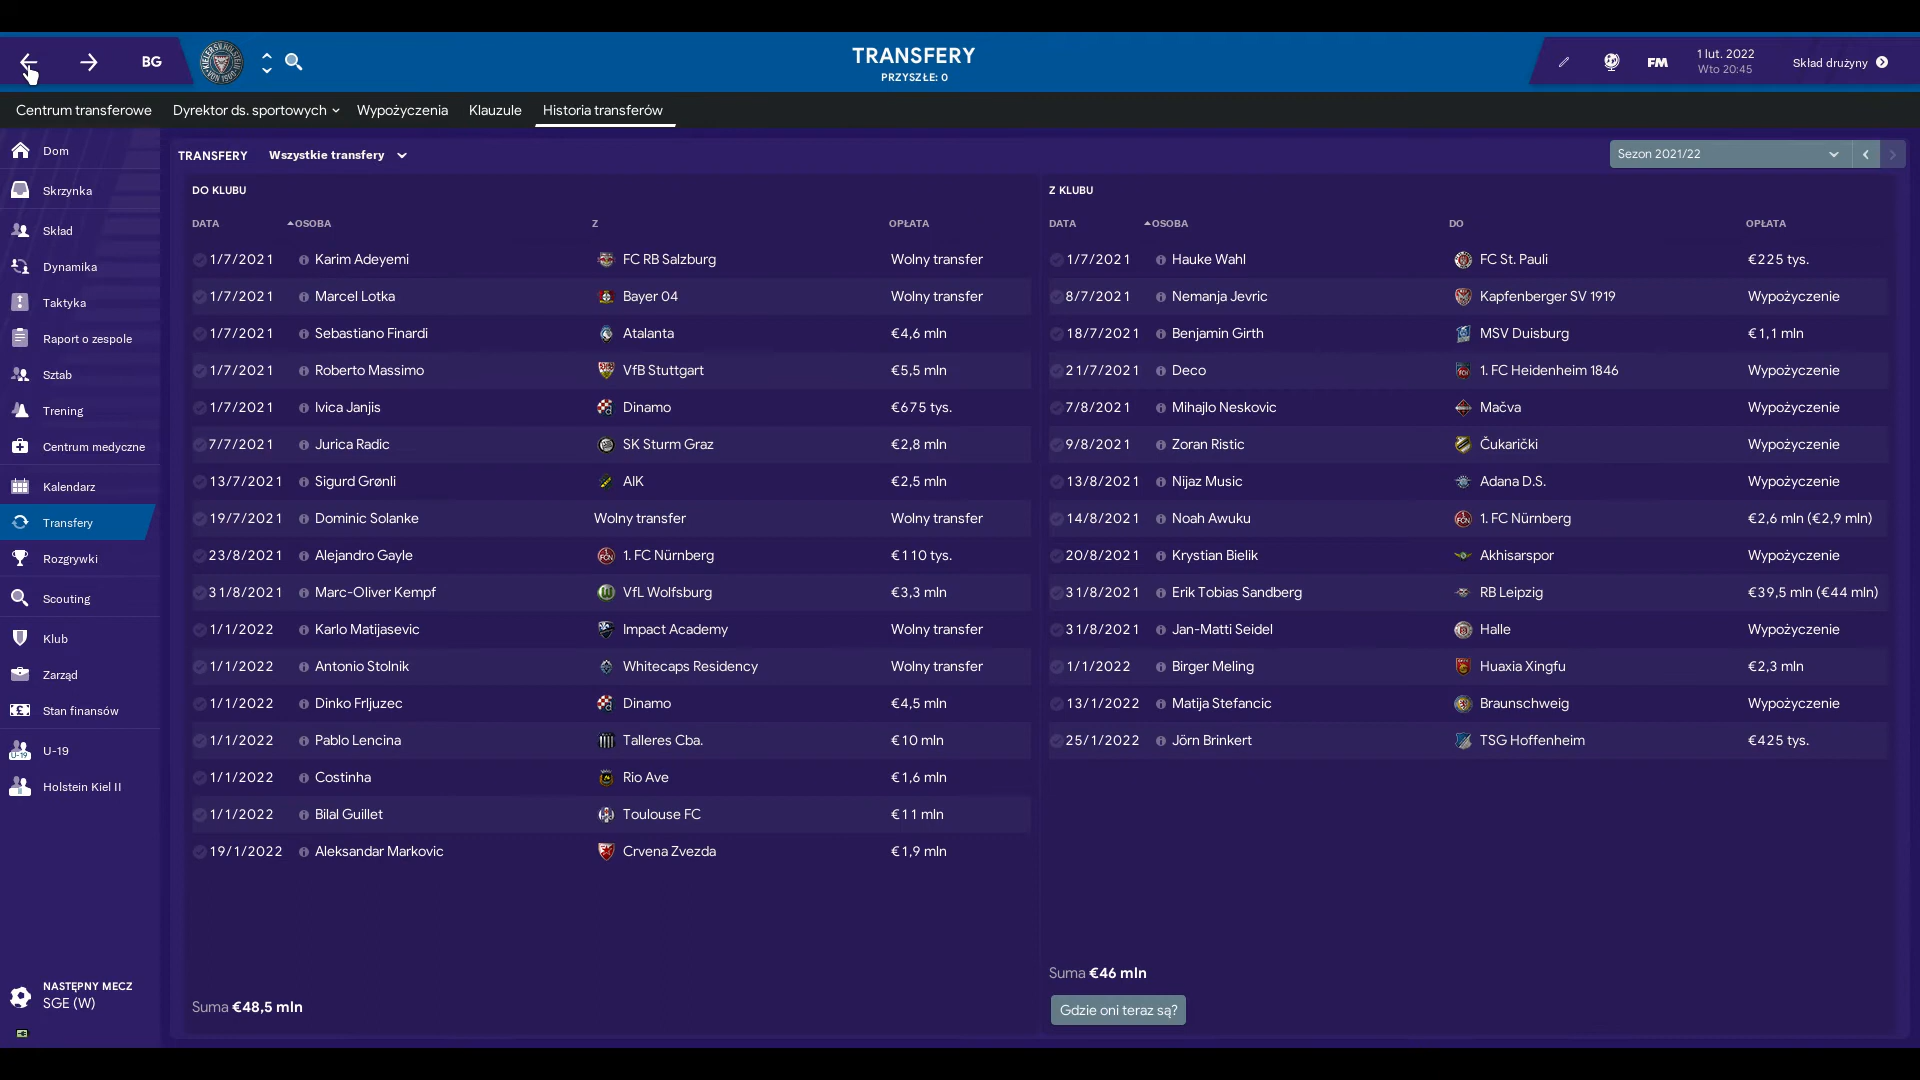 BG
TRANSFERY
PRZYSZŁE: 0
FM
1 lut. 2022
Wto 20:45
Skład drużyny
Centrum transferowe Dyrektor ds. sportowych Wypożyczenia Klauzule Historia transferów
Dom
Skrzynka
Skład
Dynamika
Taktyka
Raport o zespole
Sztab
Trening
Centrum medyczne
Kalendarz
Transfery
Rozgrywki
Scouting
Klub
Zarząd
Stan finansów
U-19
Holstein Kiel II
NASTĘPNY MECZ
SGE (W)
TRANSFERY Wszystkie transfery
Sezon 2021/22
DO KLUBU
DATA OSOBA Z OPŁATA
1/7/2021 Karim Adeyemi FC RB Salzburg Wolny transfer
1/7/2021 Marcel Lotka Bayer 04 Wolny transfer
1/7/2021 Sebastiano Finardi Atalanta €4,6 mln
1/7/2021 Roberto Massimo VfB Stuttgart €5,5 mln
1/7/2021 Ivica Janjis Dinamo €675 tys.
7/7/2021 Jurica Radic SK Sturm Graz €2,8 mln
13/7/2021 Sigurd Grønli AIK €2,5 mln
19/7/2021 Dominic Solanke Wolny transfer Wolny transfer
23/8/2021 Alejandro Gayle 1. FC Nürnberg €110 tys.
31/8/2021 Marc-Oliver Kempf VfL Wolfsburg €3,3 mln
1/1/2022 Karlo Matijasevic Impact Academy Wolny transfer
1/1/2022 Antonio Stolnik Whitecaps Residency Wolny transfer
1/1/2022 Dinko Frljuzec Dinamo €4,5 mln
1/1/2022 Pablo Lencina Talleres Cba. €10 mln
1/1/2022 Costinha Rio Ave €1,6 mln
1/1/2022 Bilal Guillet Toulouse FC €11 mln
19/1/2022 Aleksandar Markovic Crvena Zvezda €1,9 mln
Suma €48,5 mln
Z KLUBU
DATA OSOBA DO OPŁATA
1/7/2021 Hauke Wahl FC St. Pauli €225 tys.
8/7/2021 Nemanja Jevric Kapfenberger SV 1919 Wypożyczenie
18/7/2021 Benjamin Girth MSV Duisburg €1,1 mln
21/7/2021 Deco 1. FC Heidenheim 1846 Wypożyczenie
7/8/2021 Mihajlo Neskovic Mačva Wypożyczenie
9/8/2021 Zoran Ristic Čukarički Wypożyczenie
13/8/2021 Nijaz Music Adana D.S. Wypożyczenie
14/8/2021 Noah Awuku 1. FC Nürnberg €2,6 mln (€2,9 mln)
20/8/2021 Krystian Bielik Akhisarspor Wypożyczenie
31/8/2021 Erik Tobias Sandberg RB Leipzig €39,5 mln (€44 mln)
31/8/2021 Jan-Matti Seidel Halle Wypożyczenie
1/1/2022 Birger Meling Huaxia Xingfu €2,3 mln
13/1/2022 Matija Stefancic Braunschweig Wypożyczenie
25/1/2022 Jörn Brinkert TSG Hoffenheim €425 tys.
Suma €46 mln
Gdzie oni teraz są?